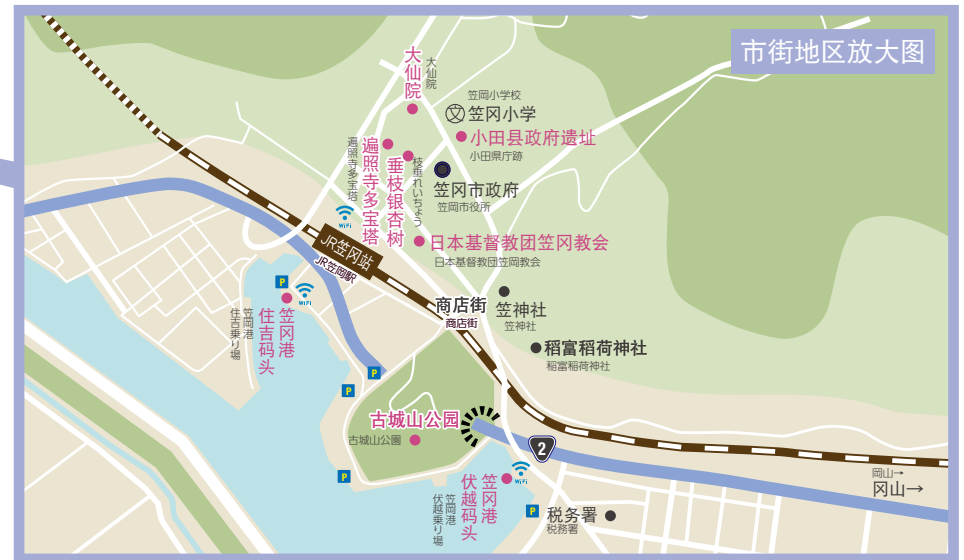 市街地区放大图
大仙院
大仙院
笠岡小学校
文
笠冈小学
小田县政府遗址
小田県庁跡
遍照寺多宝塔
遍照寺多宝塔
垂枝银杏树
枝垂れいちょう
笠冈市政府
笠岡市役所
WiFi
日本基督教团笠冈教会
日本基督教団笠岡教会
JR笠冈站
JR笠岡駅
P
WiFi
笠冈港
住吉码头
笠岡港
住吉乗り場
商店街
商店街
笠神社
笠神社
稻富稻荷神社
稲富稲荷神社
P
P
古城山公园
古城山公園
2
P
WiFi
笠冈港
伏越码头
笠岡港
伏越乗り場
P
税务署
税務署
岡山→
冈山→